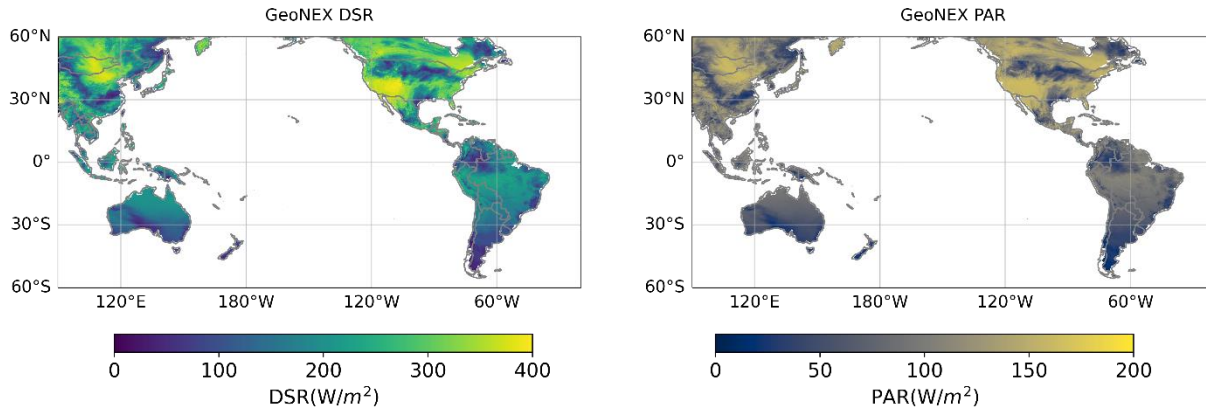 GeoNEX DSR
60°N
30°N
0°
30°S
60°S
120°E 180°W 120°W 60°W
0 100 200 300 400
DSR(W/m²)
GeoNEX PAR
60°N
30°N
0°
30°S
60°S
120°E 180°W 120°W 60°W
0 50 100 150 200
PAR(W/m²)